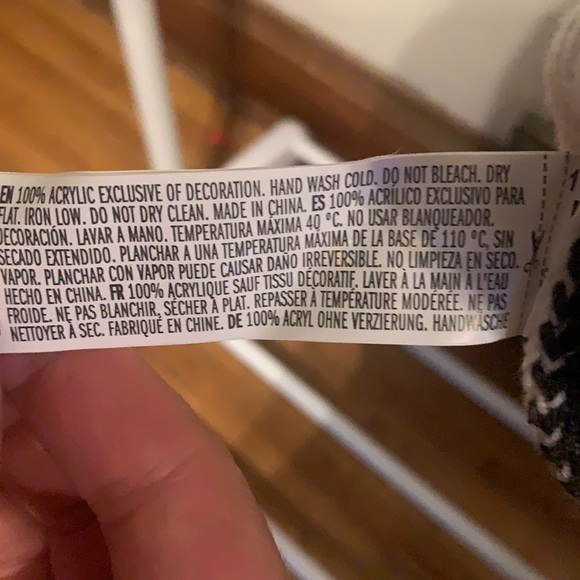 EN 100% ACRYLIC EXCLUSIVE OF DECORATION. HAND WASH COLD. DO NOT BLEACH. DRY
FLAT. IRON LOW. DO NOT DRY CLEAN. MADE IN CHINA. ES 100% ACRÍLICO EXCLUSIVO PARA
DECORACIÓN. LAVAR A MANO. TEMPERATURA MÁXIMA 40 °C. NO USAR BLANQUEADOR.
SECADO EXTENDIDO. PLANCHAR A UNA TEMPERATURA MÁXIMA DE LA BASE DE 110 °C, SIN
VAPOR. PLANCHAR CON VAPOR PUEDE CAUSAR DAÑO IRREVERSIBLE. NO LIMPIEZA EN SECO.
HECHO EN CHINA. FR 100% ACRYLIQUE SAUF TISSU DÉCORATIF. LAVER À LA MAIN À L'EAU
FROIDE. NE PAS BLANCHIR. SÉCHER À PLAT. REPASSER À TEMPÉRATURE MODÉRÉE. NE PAS
NETTOYER À SEC. FABRIQUÉ EN CHINE. DE 100% ACRYL OHNE VERZIERUNG. HANDWÄSCHE